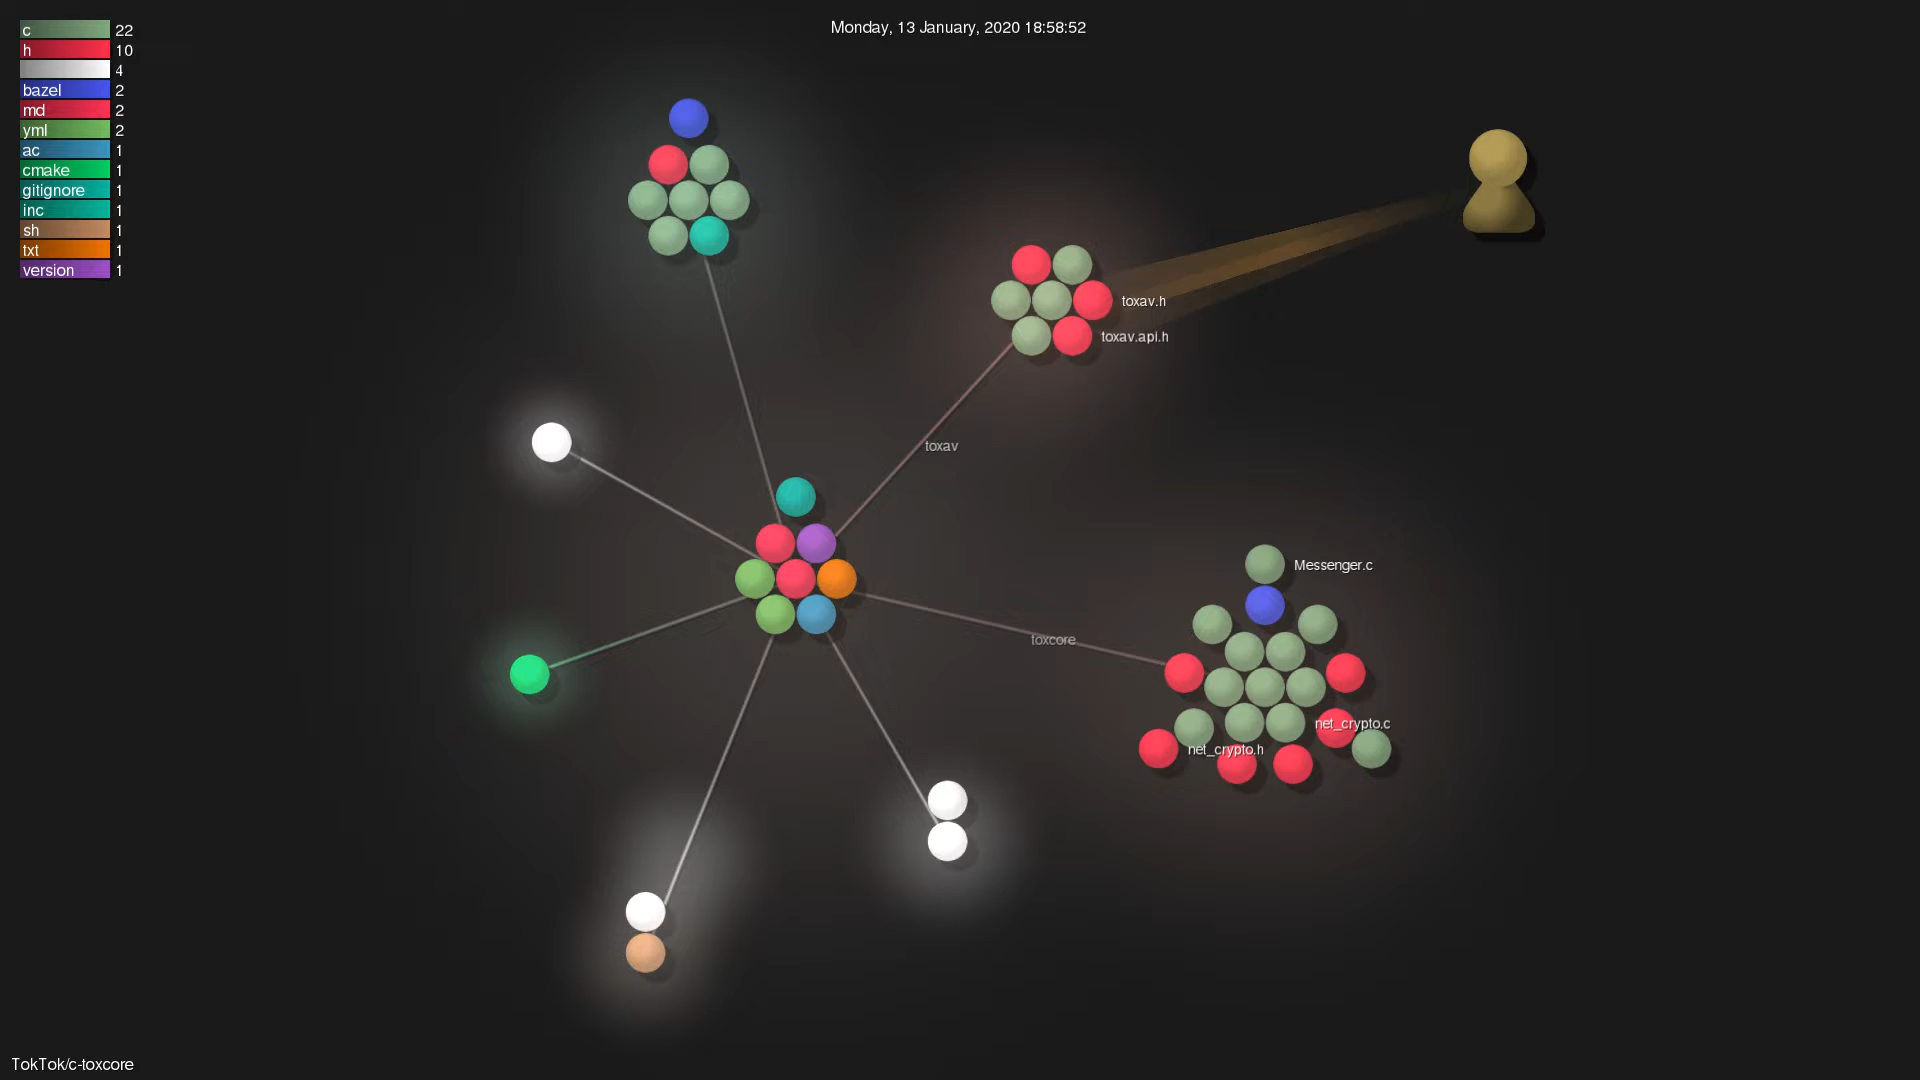 Monday, 13 January, 2020 18:58:52
c 22
h 10
4
bazel 2
md 2
yml 2
ac 1
cmake 1
gitignore 1
inc 1
sh 1
txt 1
version 1
toxav.h
toxav.api.h
toxav
Messenger.c
toxcore
net_crypto.c
net_crypto.h
TokTok/c-toxcore